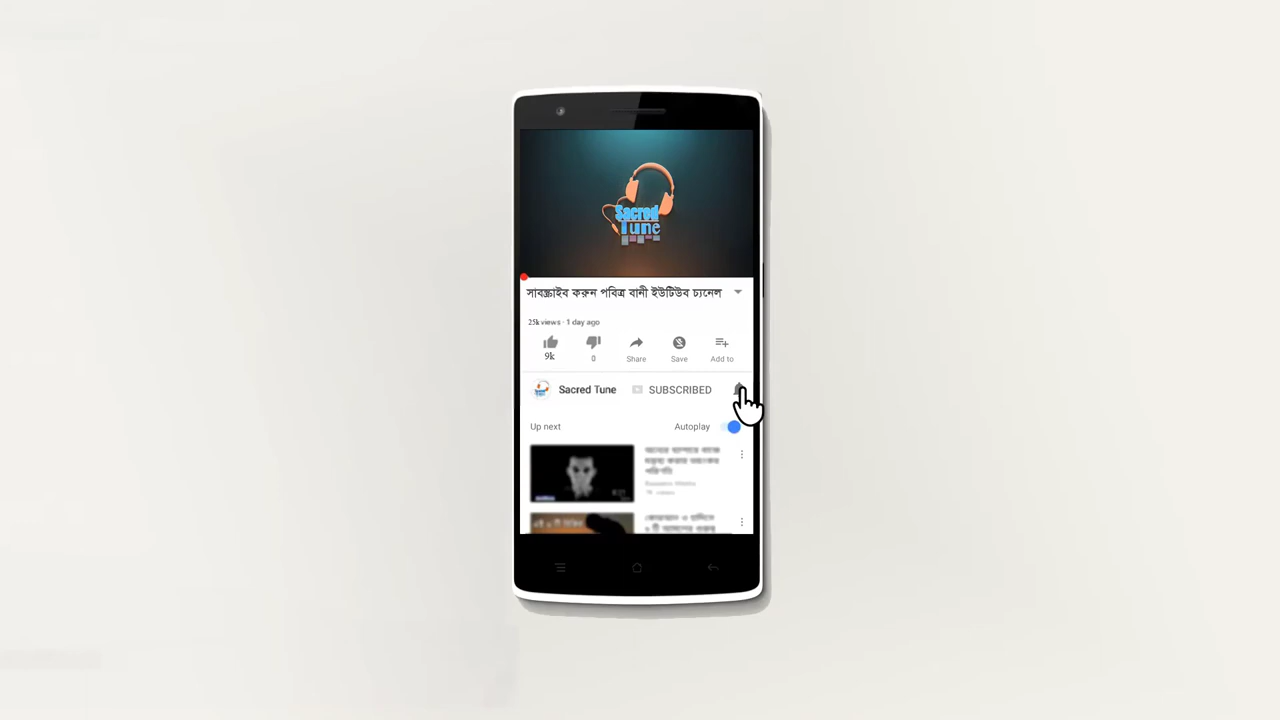 Sacred
Tune
সাবস্ক্রাইব করুন পবিত্র বানী ইউটিউব চ্যনেল
25k views · 1 day ago
9k
0
Share
Save
Add to
Sacred Tune
SUBSCRIBED
Up next
Autoplay